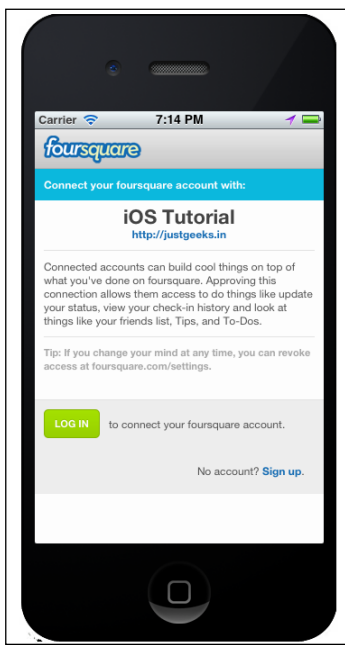 Carrier 7:14 PM
foursquare
Connect your foursquare account with:
iOS Tutorial
http://justgeeks.in
Connected accounts can build cool things on top of
what you've done on foursquare. Approving this
connection allows them access to do things like update
your status, view your check-in history and look at
things like your friends list, Tips, and To-Dos.
Tip: If you change your mind at any time, you can revoke
access at foursquare.com/settings.
LOG IN to connect your foursquare account.
No account? Sign up.